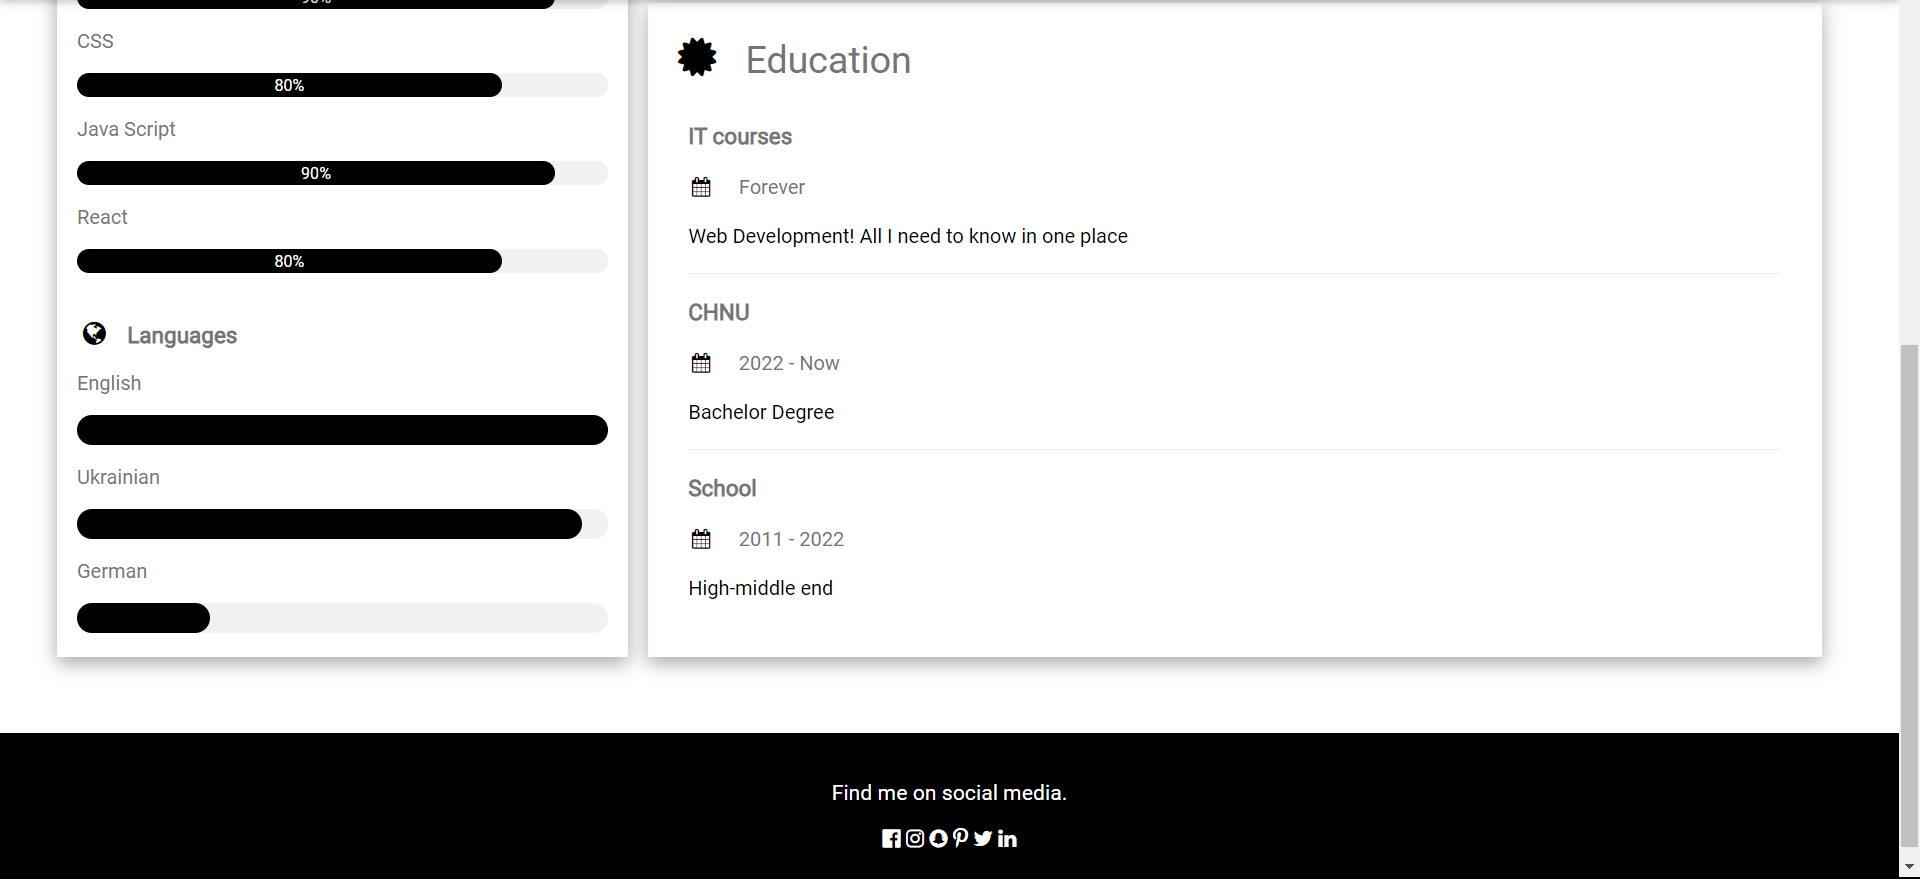 CSS
80%
Java Script
90%
React
80%
Languages
English
Ukrainian
German
Education
IT courses
Forever
Web Development! All I need to know in one place
CHNU
2022 - Now
Bachelor Degree
School
2011 - 2022
High-middle end
Find me on social media.